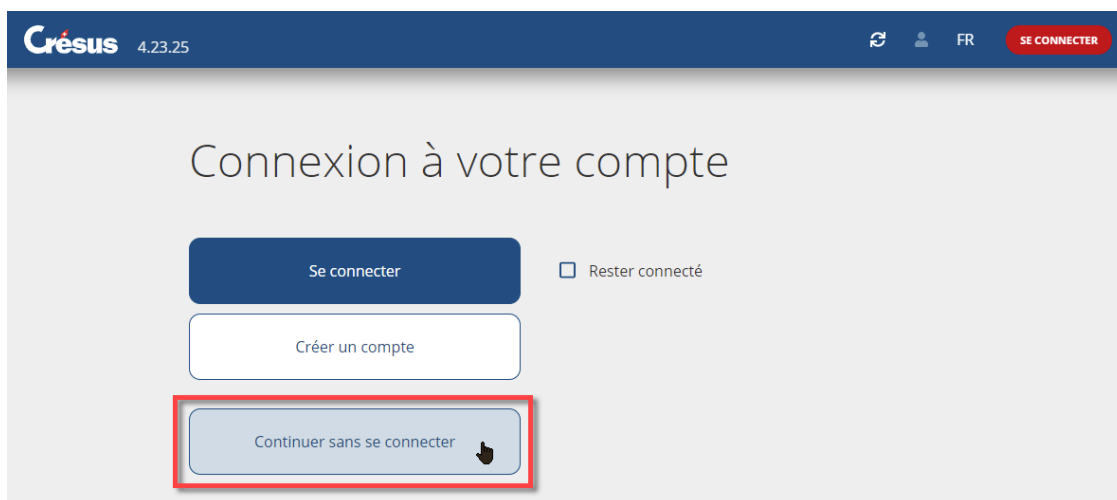 Crésus 4.23.25 FR SE CONNECTER
Connexion à votre compte
Se connecter Rester connecté
Créer un compte
Continuer sans se connecter